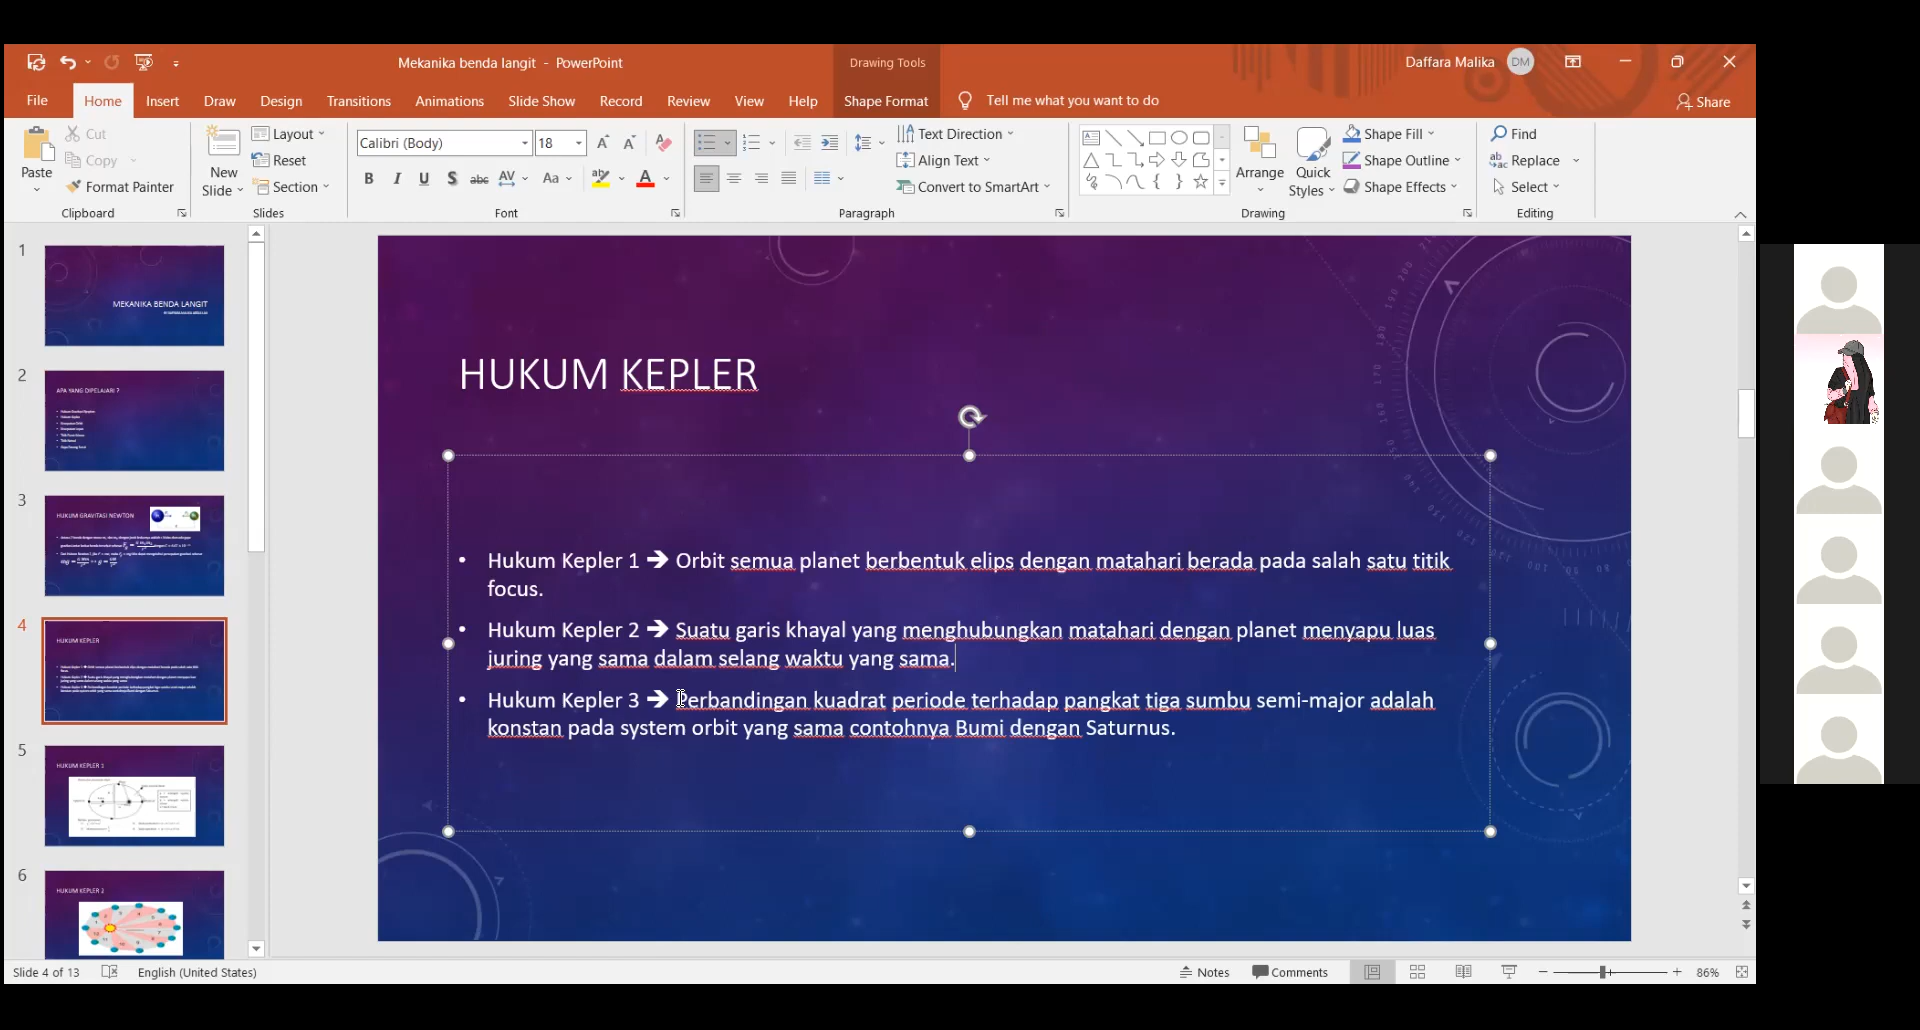 Mekanika benda langit - PowerPoint
Drawing Tools
Daffara Malika DM
File Home Insert Draw Design Transitions Animations Slide Show Record Review View Help Shape Format Tell me what you want to do Share
Paste
Cut
Copy
Format Painter
Clipboard
New Slide
Layout
Reset
Section
Slides
Calibri (Body) 18
Font
Text Direction
Align Text
Convert to SmartArt
Paragraph
Arrange
Quick Styles
Shape Fill
Shape Outline
Shape Effects
Drawing
Find
Replace
Select
Editing
1
MEKANIKA BENDA LANGIT
2
APA YANG DIPELAJARI ?
3
HUKUM GRAVITASI NEWTON
4
HUKUM KEPLER
5
HUKUM KEPLER 1
6
HUKUM KEPLER 2
HUKUM KEPLER
• Hukum Kepler 1 → Orbit semua planet berbentuk elips dengan matahari berada pada salah satu titik
focus.
• Hukum Kepler 2 → Suatu garis khayal yang menghubungkan matahari dengan planet menyapu luas
juring yang sama dalam selang waktu yang sama.
• Hukum Kepler 3 → Perbandingan kuadrat periode terhadap pangkat tiga sumbu semi-major adalah
konstan pada system orbit yang sama contohnya Bumi dengan Saturnus.
Slide 4 of 13 English (United States) Notes Comments 86%